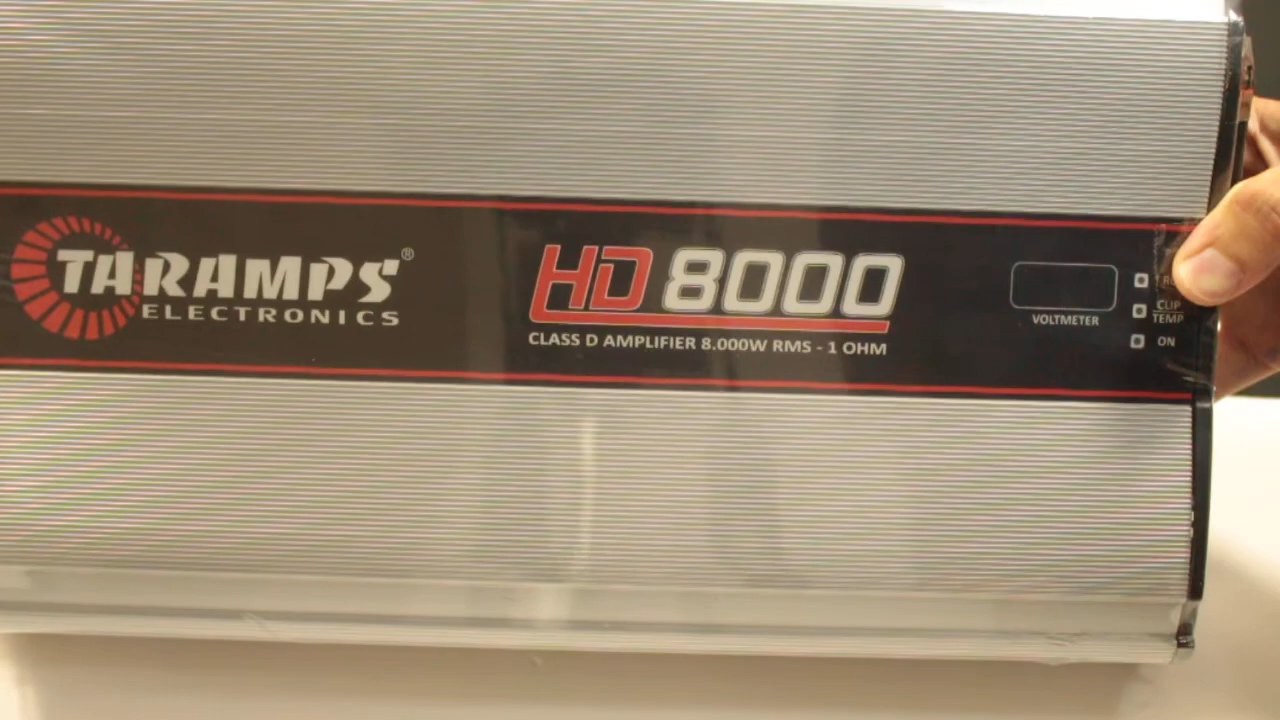 TARAMPS®
ELECTRONICS
HD 8000
CLASS D AMPLIFIER 8.000W RMS - 1 OHM
VOLTMETER
CLIP
TEMP
ON